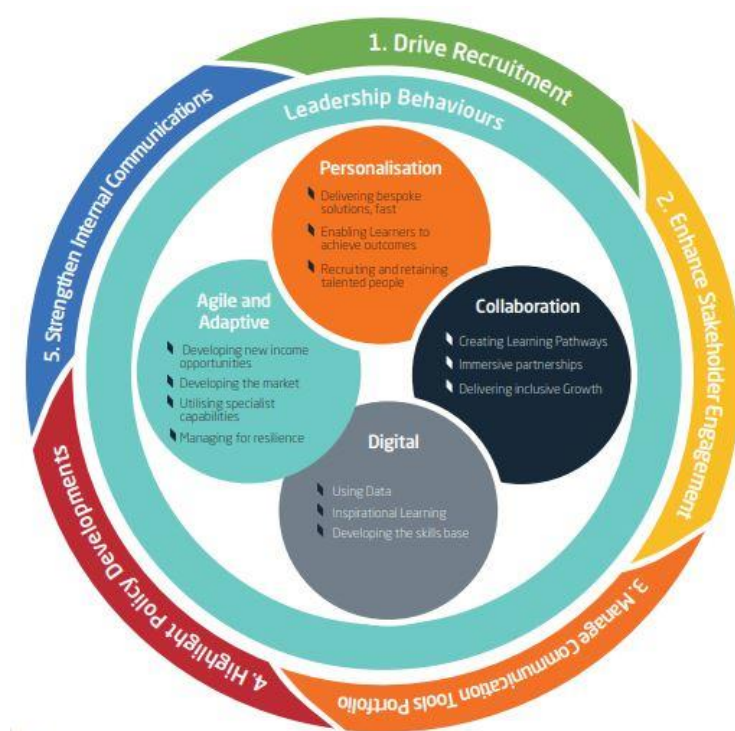 1. Drive Recruitment
2. Enhance Stakeholder Engagement
3. Manage Communication Tools Portfolio
4. Highlight Policy Developments
5. Strengthen Internal Communications
Leadership Behaviours
Personalisation
Delivering bespoke
solutions, fast
Enabling Learners to
achieve outcomes
Recruiting and retaining
talented people
Collaboration
Creating Learning Pathways
Immersive partnerships
Delivering inclusive Growth
Digital
Using Data
Inspirational Learning
Developing the skills base
Agile and
Adaptive
Developing new income
opportunities
Developing the market
Utilising specialist
capabilities
Managing for resilience